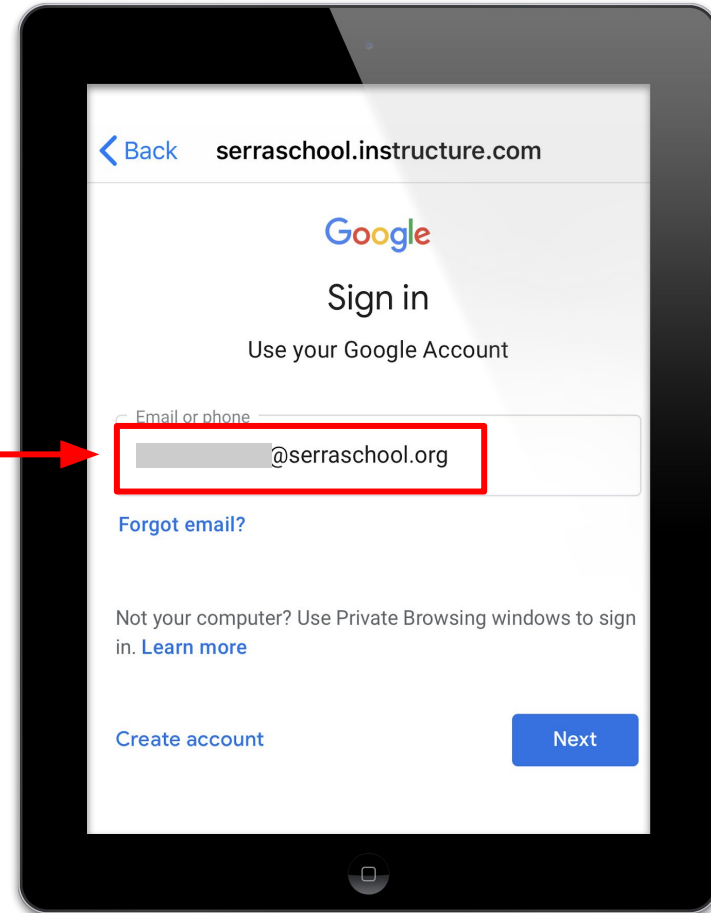 Back serraschool.instructure.com
Google
Sign in
Use your Google Account
Email or phone
@serraschool.org
Forgot email?
Not your computer? Use Private Browsing windows to sign
in. Learn more
Create account Next